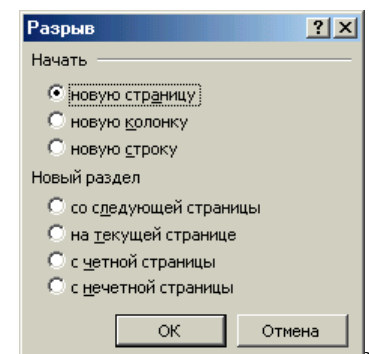 Разрыв
Начать
новую страницу
новую колонку
новую строку
Новый раздел
со следующей страницы
на текущей странице
с четной страницы
с нечетной страницы
ОК
Отмена